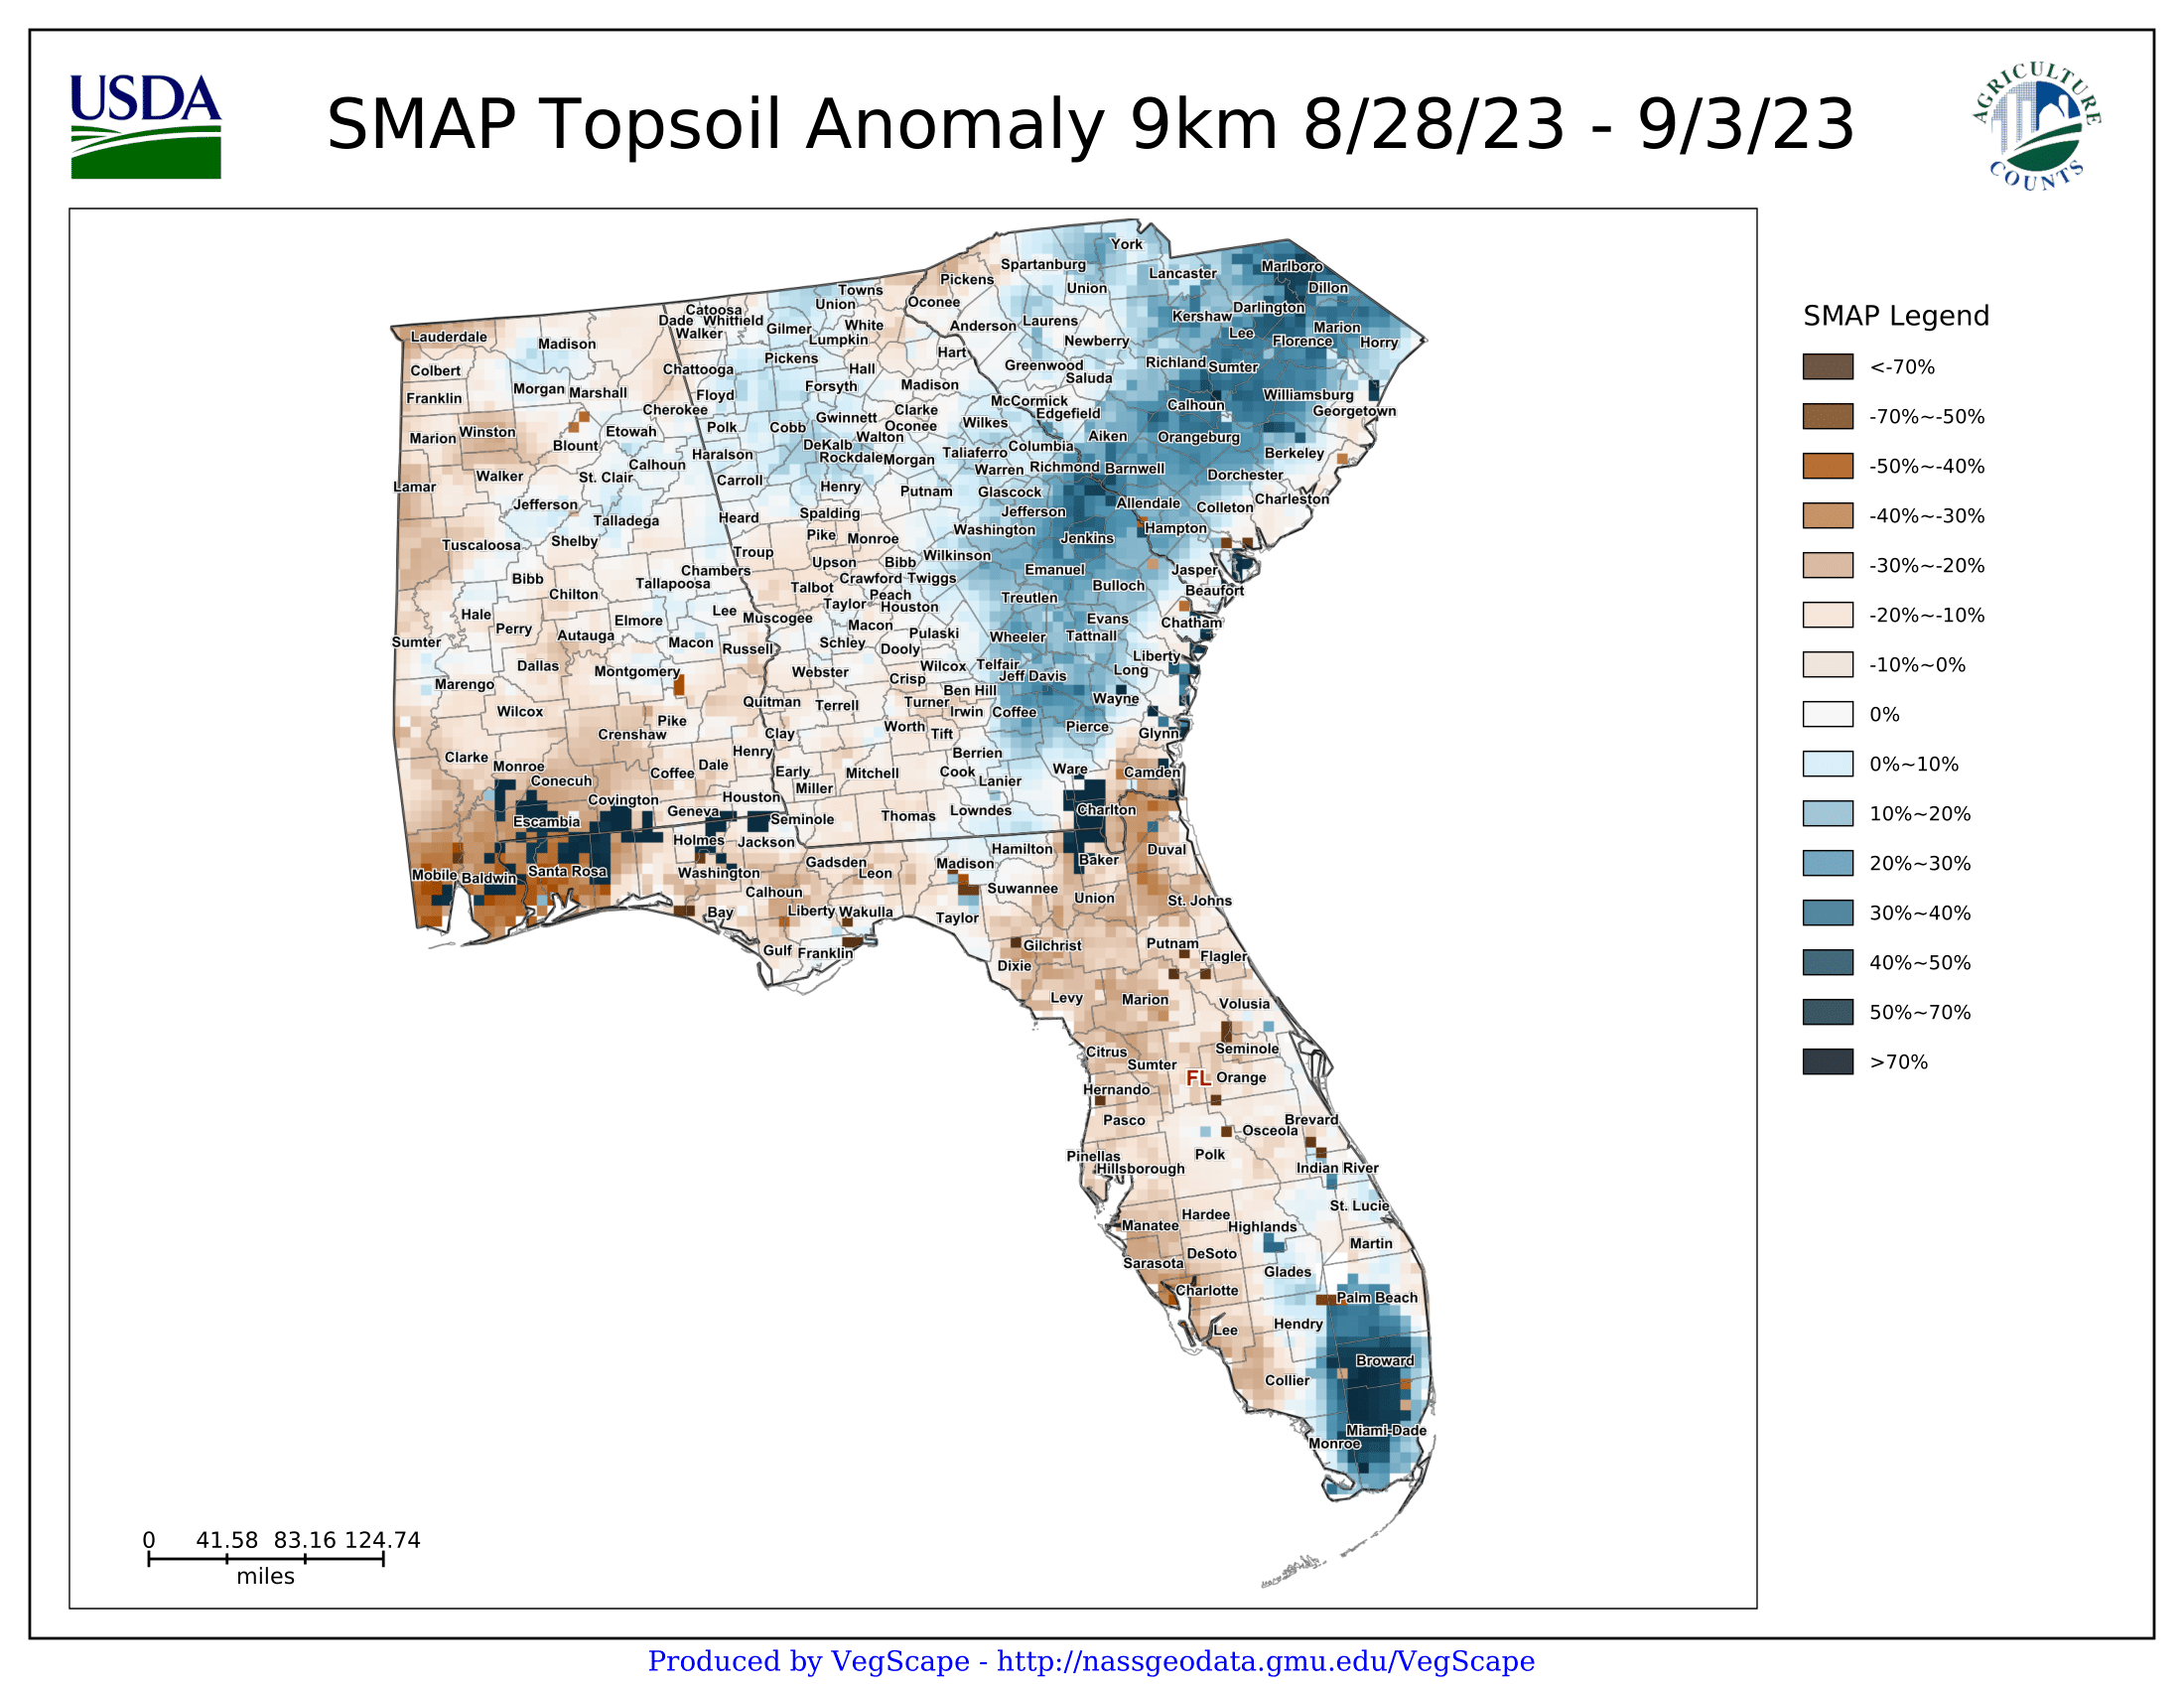 USDA
SMAP Topsoil Anomaly 9km 8/28/23 - 9/3/23
AGRICULTURE
COUNTS
York
Spartanburg
Marlboro
Lancaster
Pickens
Union
Dillon
Towns
Union
Oconee
Catoosa
Darlington
Dade Whitfield
Kershaw
Laurens
White
Anderson
Gilmer
Marion
Walker
Lee
Lauderdale
Lumpkin
Newberry
Florence
Horry
Madison
Hart
Pickens
Richland Sumter
Greenwood
Colbert
Chattooga
Hall
Saluda
Madison
Forsyth
Morgan Marshall
Floyd
Williamsburg
Franklin
McCormick
Calhoun
Cherokee
Clarke
Georgetown
Edgefield
Gwinnett
Wilkes
Oconee
Polk
Cobb
Winston
Etowah
Aiken
Orangeburg
Marion
Walton
DeKalb
Blount
Columbia
Taliaferro
Berkeley
Haralson
Rockdale Morgan
Calhoun
Warren Richmond Barnwell
Walker
St. Clair
Dorchester
Carroll
Lamar
Henry
Putnam
Glascock
Charleston
Jefferson
Allendale
Colleton
Jefferson
Spalding
Heard
Talladega
Washington
Hampton
Pike
Monroe
Jenkins
Shelby
Tuscaloosa
Troup
Wilkinson
Upson
Bibb
Chambers
Emanuel
Jasper
Bibb
Crawford Twiggs
Tallapoosa
Talbot
Bulloch
Beaufort
Chilton
Peach
Treutlen
Taylor
Houston
Lee
Hale
Muscogee
Evans
Elmore
Chatham
Macon
Perry
Pulaski
Autauga
Wheeler
Tattnall
Sumter
Macon
Schley
Russell
Dooly
Liberty
Dallas
Wilcox
Telfair
Montgomery
Webster
Long
Jeff Davis
Crisp
Marengo
Ben Hill
Quitman
Terrell
Turner
Wayne
Wilcox
Irwin
Coffee
Pike
Worth
Tift
Pierce
Crenshaw
Clay
Glynn
Henry
Berrien
Clarke
Monroe
Dale
Coffee
Early
Mitchell
Cook
Ware
Camden
Conecuh
Lanier
Miller
Houston
Covington
Geneva
Lowndes
Charlton
Escambia
Seminole
Thomas
Holmes
Jackson
Hamilton
Duval
Gadsden
Madison
Baker
Mobile
Baldwin
Santa Rosa
Washington
Leon
Calhoun
Suwannee
Union
St. Johns
Bay
Liberty Wakulla
Taylor
Gulf
Franklin
Gilchrist
Putnam
Flagler
Dixie
Levy
Marion
Volusia
Citrus
Seminole
Sumter
FL
Orange
Hernando
Pasco
Brevard
Osceola
Pinellas
Polk
Hillsborough
Indian River
St. Lucie
Hardee
Manatee
Highlands
Martin
DeSoto
Sarasota
Glades
Charlotte
Palm Beach
Hendry
Lee
Broward
Collier
Miami-Dade
Monroe
SMAP Legend
<-70%
-70%~-50%
-50%~-40%
-40%~-30%
-30%~-20%
-20%~-10%
-10%~0%
0%
0%~10%
10%~20%
20%~30%
30%~40%
40%~50%
50%~70%
>70%
0 41.58 83.16 124.74
miles
Produced by VegScape - http://nassgeodata.gmu.edu/VegScape